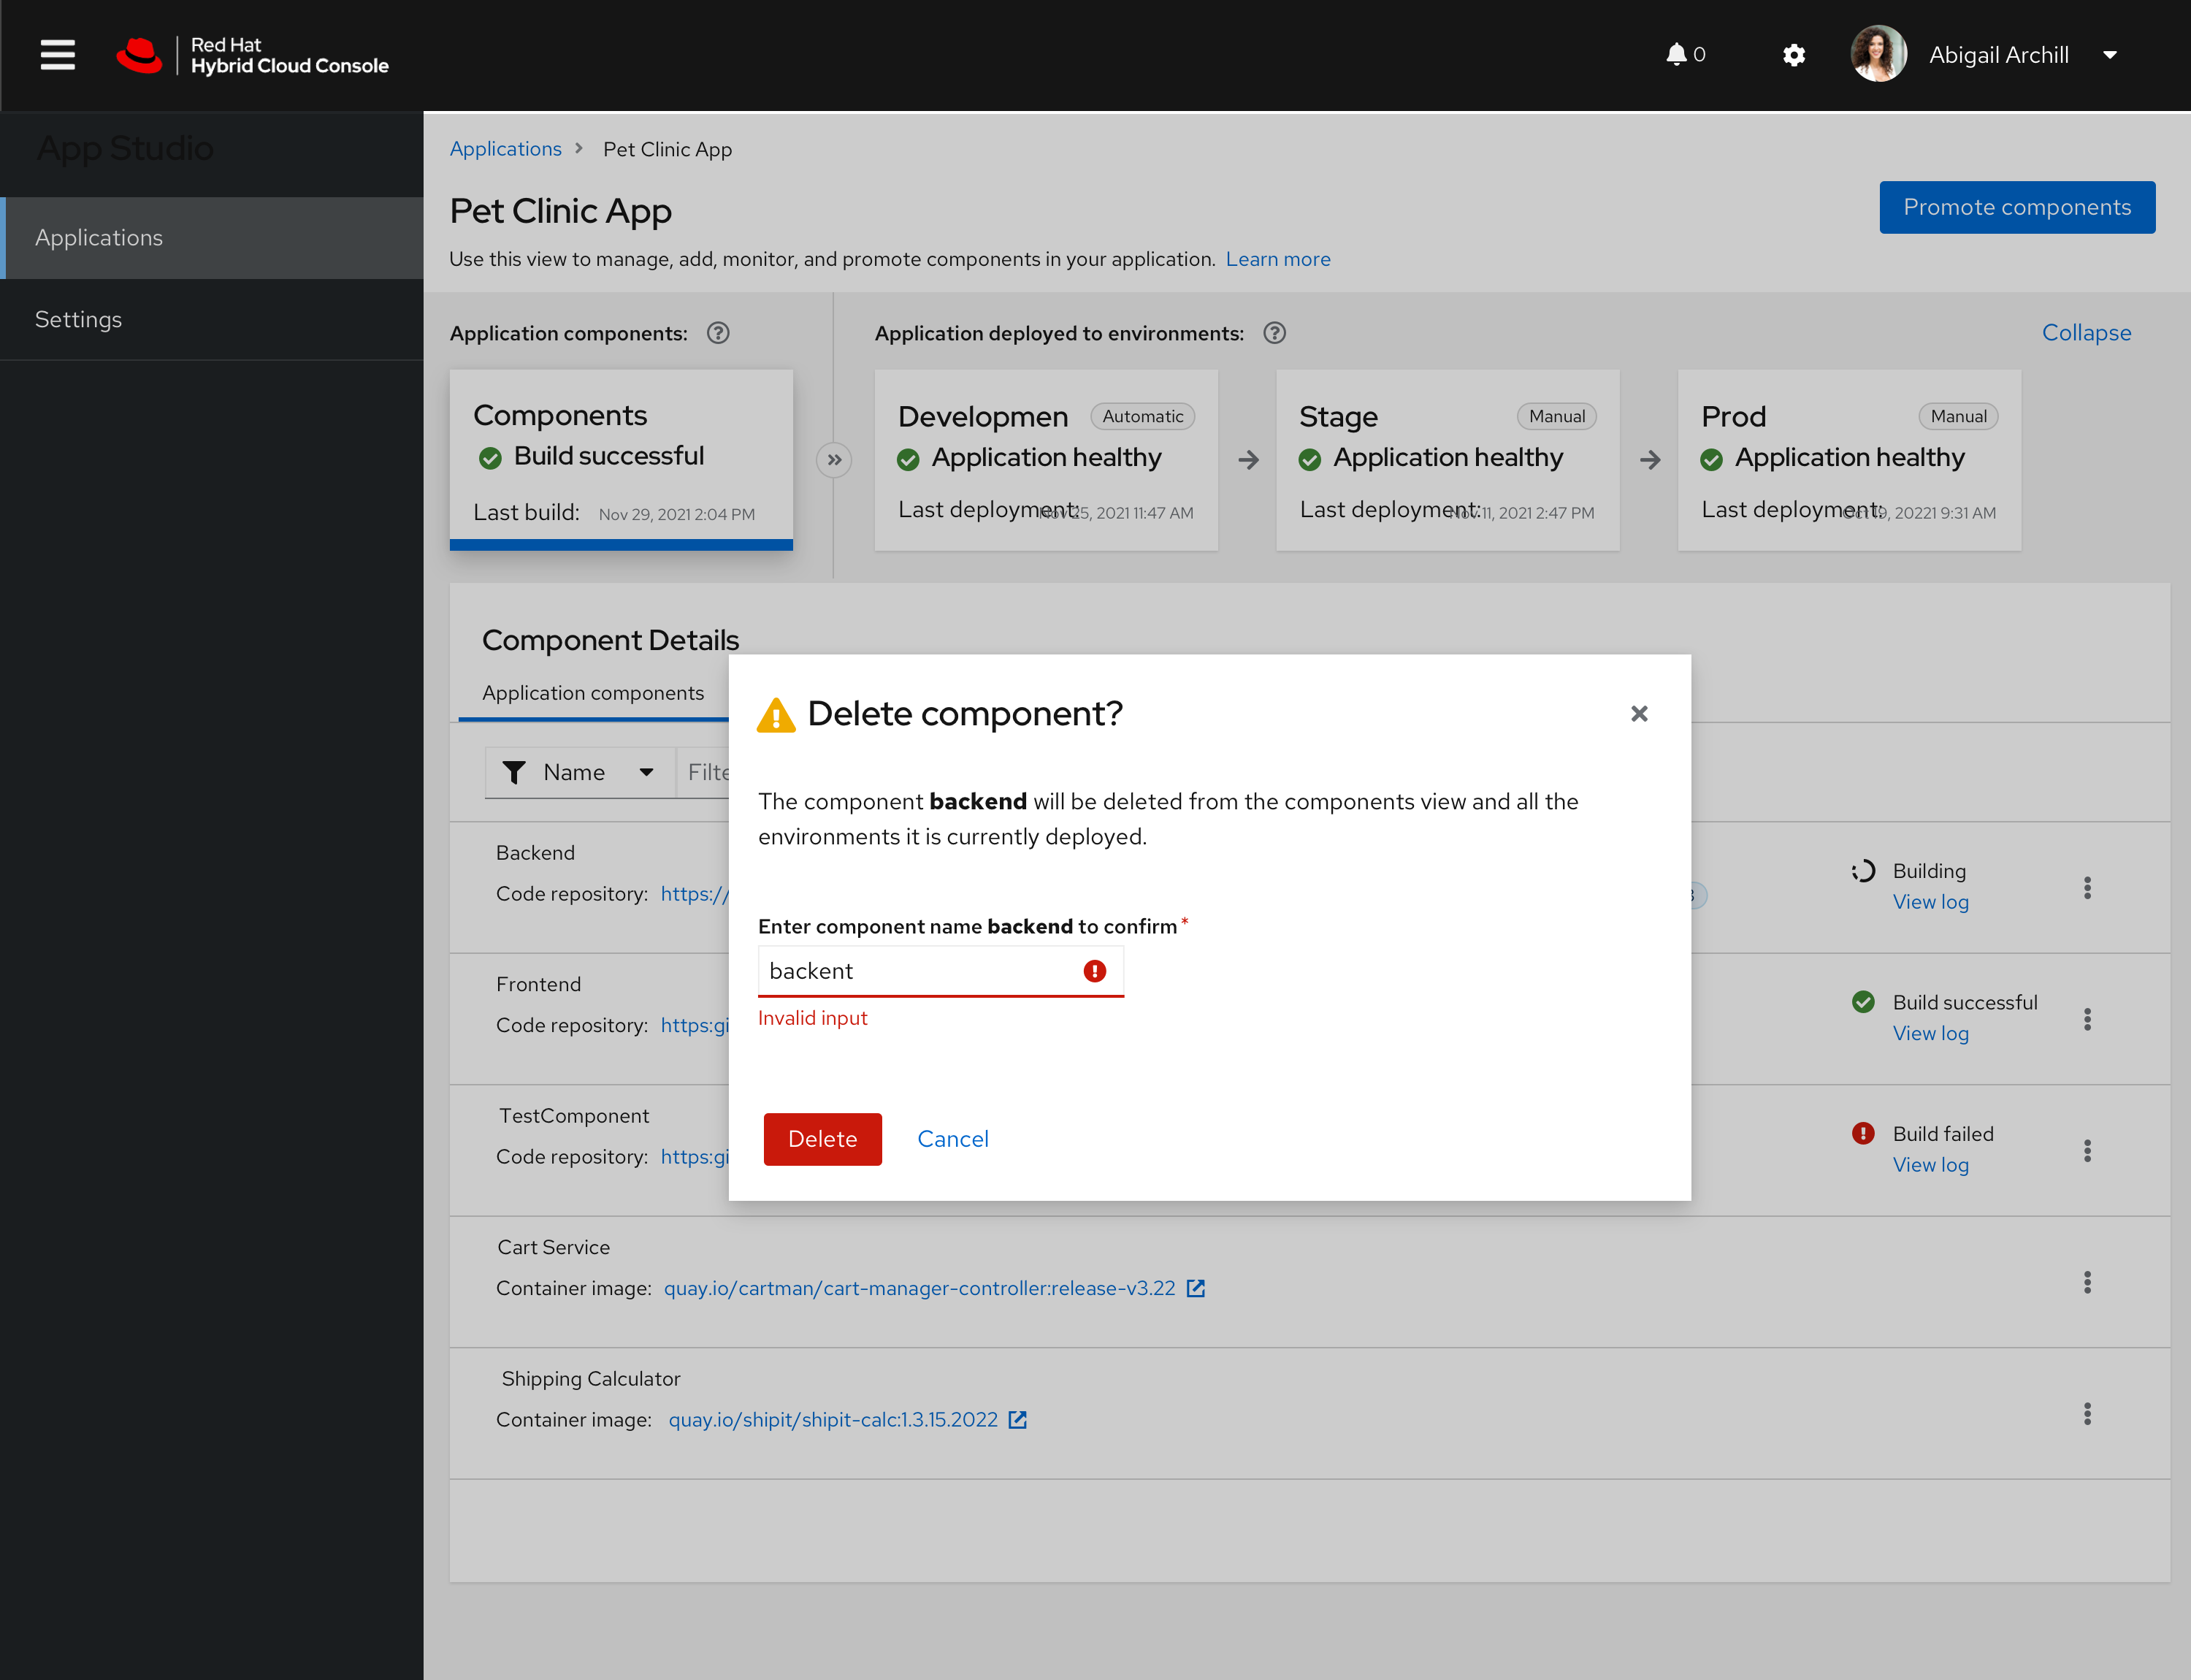 Red Hat
Hybrid Cloud Console
0
Abigail Archill
App Studio
Applications
Settings
Applications
Pet Clinic App
Pet Clinic App
Promote components
Use this view to manage, add, monitor, and promote components in your application. Learn more
Application components:
Application deployed to environments:
Collapse
Components
Build successful
Last build: Nov 29, 2021 2:04 PM
Developmen
Automatic
Application healthy
Last deployment: Nov 25, 2021 11:47 AM
Stage
Manual
Application healthy
Last deployment: Nov 11, 2021 2:47 PM
Prod
Manual
Application healthy
Last deployment: Oct 19, 20221 9:31 AM
Component Details
Application components
Name
Filte
Delete component?
The component backend will be deleted from the components view and all the
environments it is currently deployed.
Enter component name backend to confirm *
backent
Invalid input
Delete
Cancel
Backend
Code repository: https://
Building
View log
Frontend
Code repository: https:gi
Build successful
View log
TestComponent
Code repository: https:gi
Build failed
View log
Cart Service
Container image: quay.io/cartman/cart-manager-controller:release-v3.22
Shipping Calculator
Container image: quay.io/shipit/shipit-calc:1.3.15.2022